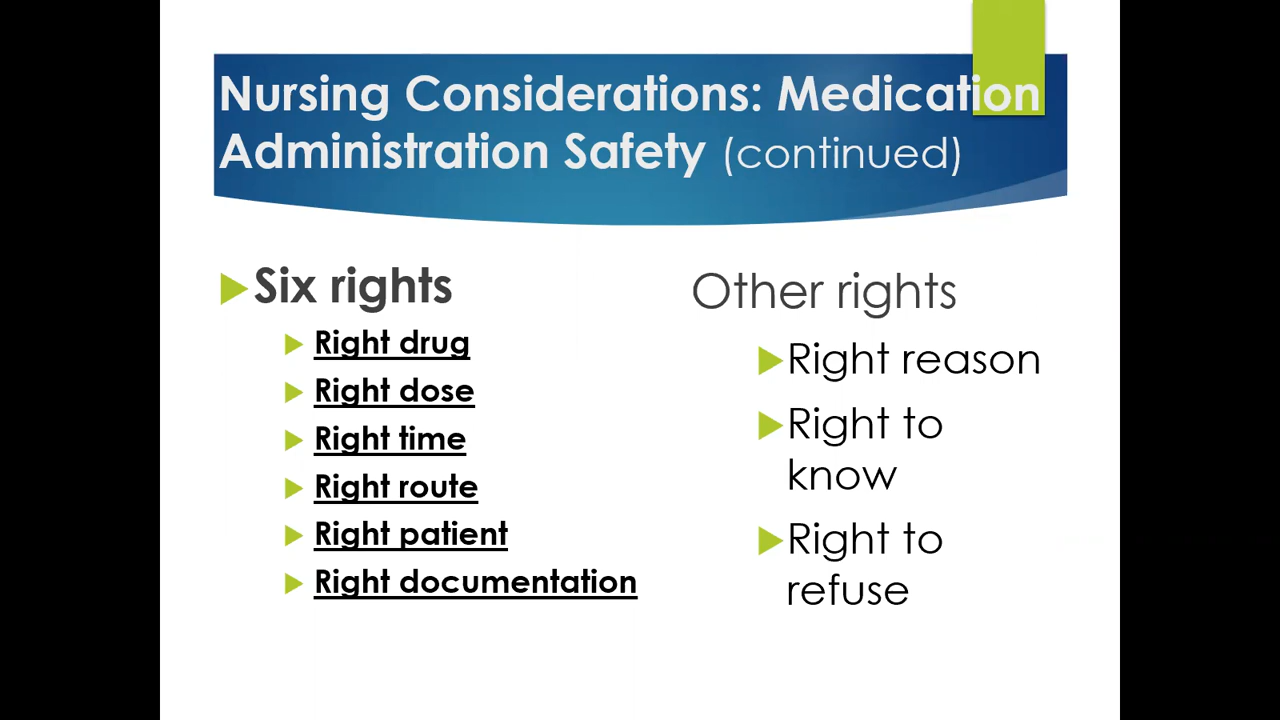 Nursing Considerations: Medication
Administration Safety (continued)
Six rights
Right drug
Right dose
Right time
Right route
Right patient
Right documentation
Other rights
Right reason
Right to
know
Right to
refuse